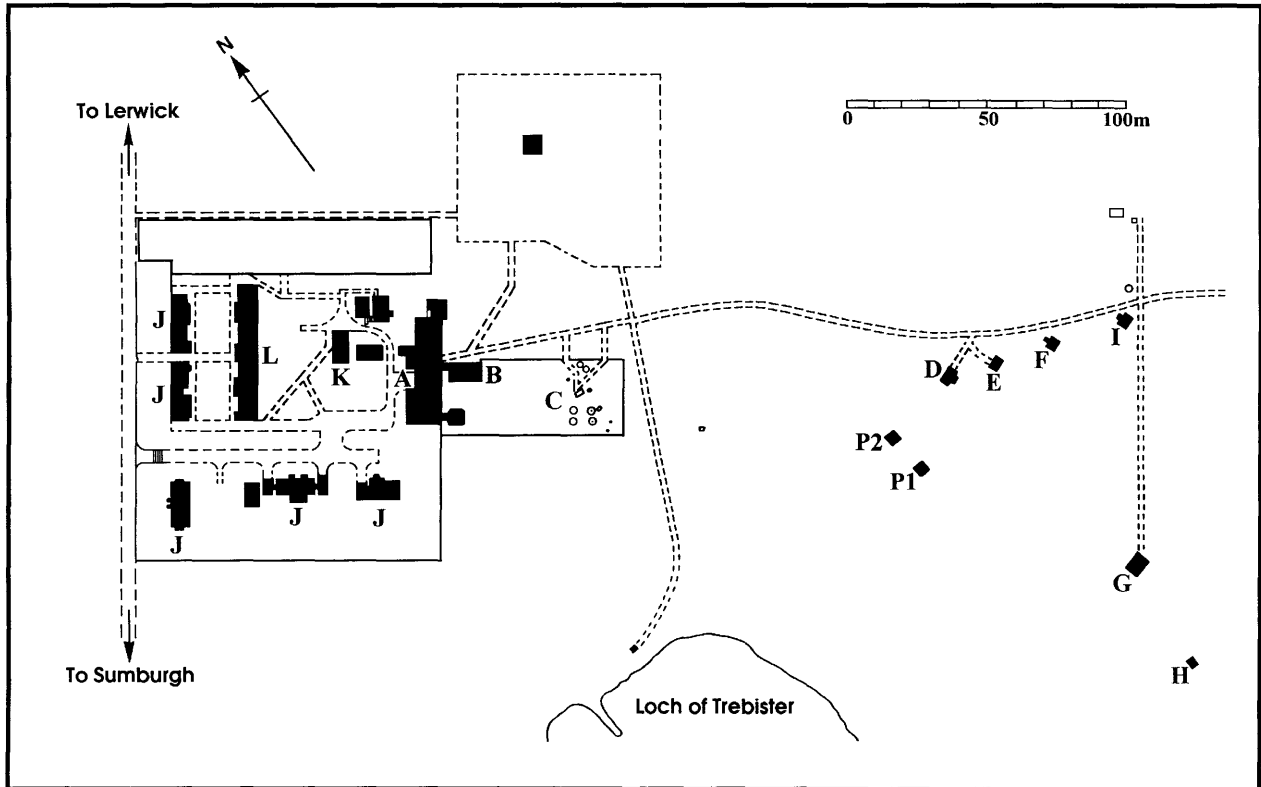 N
To Lerwick
0 50 100m
J
L
K
A
B
C
D
E
F
I
J
P2
P1
J
J
J
G
H
To Sumburgh
Loch of Trebister